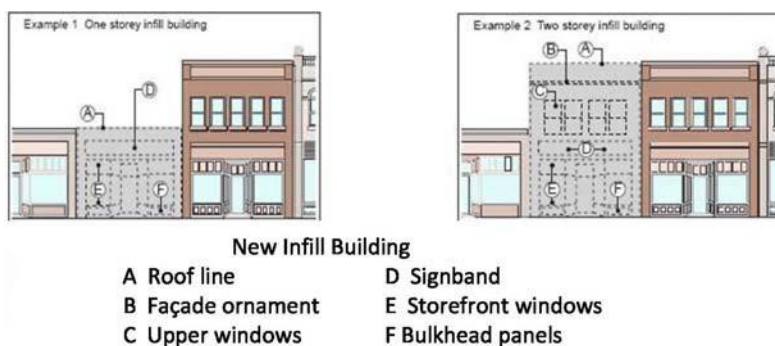 Example 1 One storey infill building
A
D
E
F
Example 2 Two storey infill building
B
A
C
D
E
F
New Infill Building
A Roof line
B Façade ornament
C Upper windows
D Signband
E Storefront windows
F Bulkhead panels